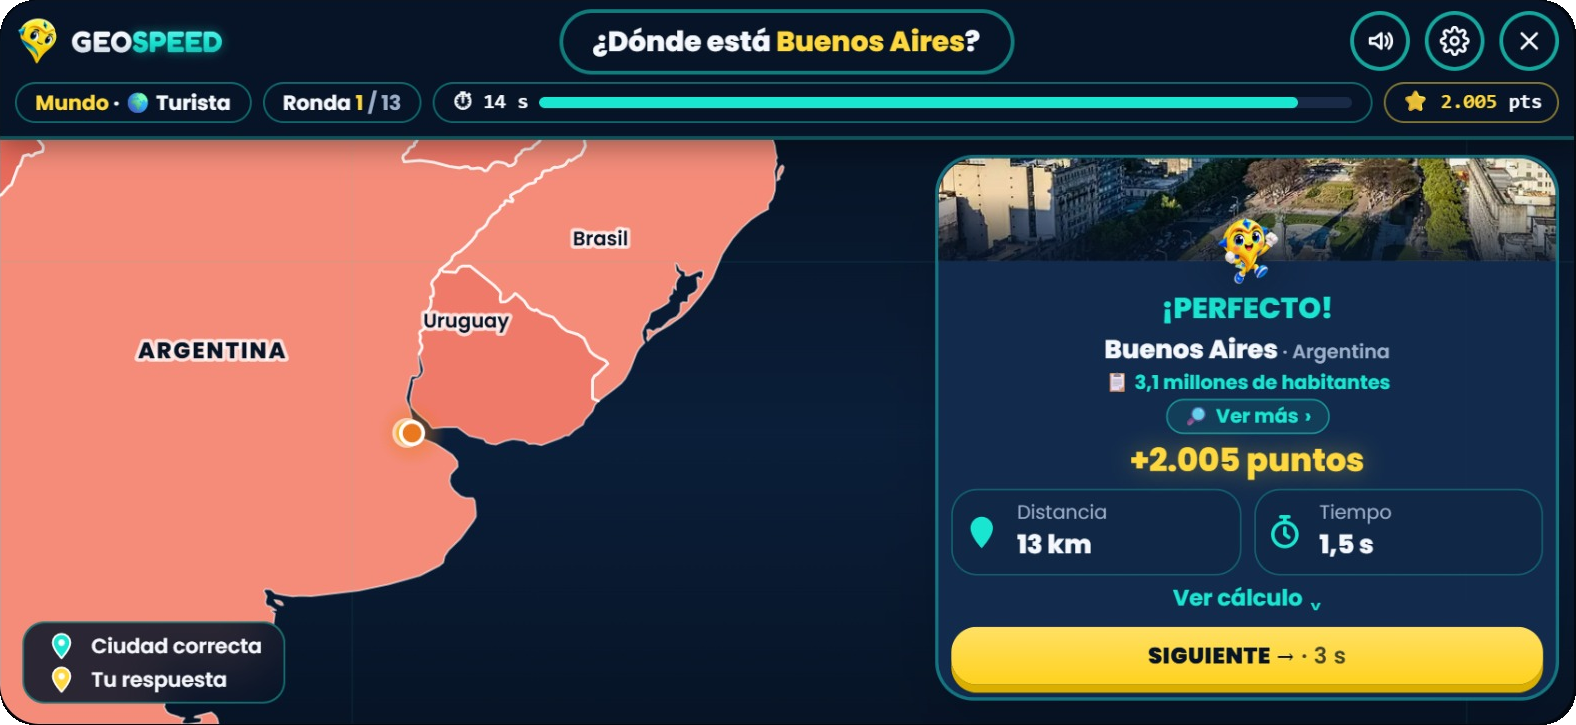 GEOSPEED
¿Dónde está Buenos Aires?
Mundo · Turista
Ronda 1 / 13
14 s
2.005 pts
Brasil
Uruguay
ARGENTINA
Ciudad correcta
Tu respuesta
¡PERFECTO!
Buenos Aires · Argentina
3,1 millones de habitantes
Ver más ›
+2.005 puntos
Distancia
13 km
Tiempo
1,5 s
Ver cálculo ˅
SIGUIENTE → · 3 s